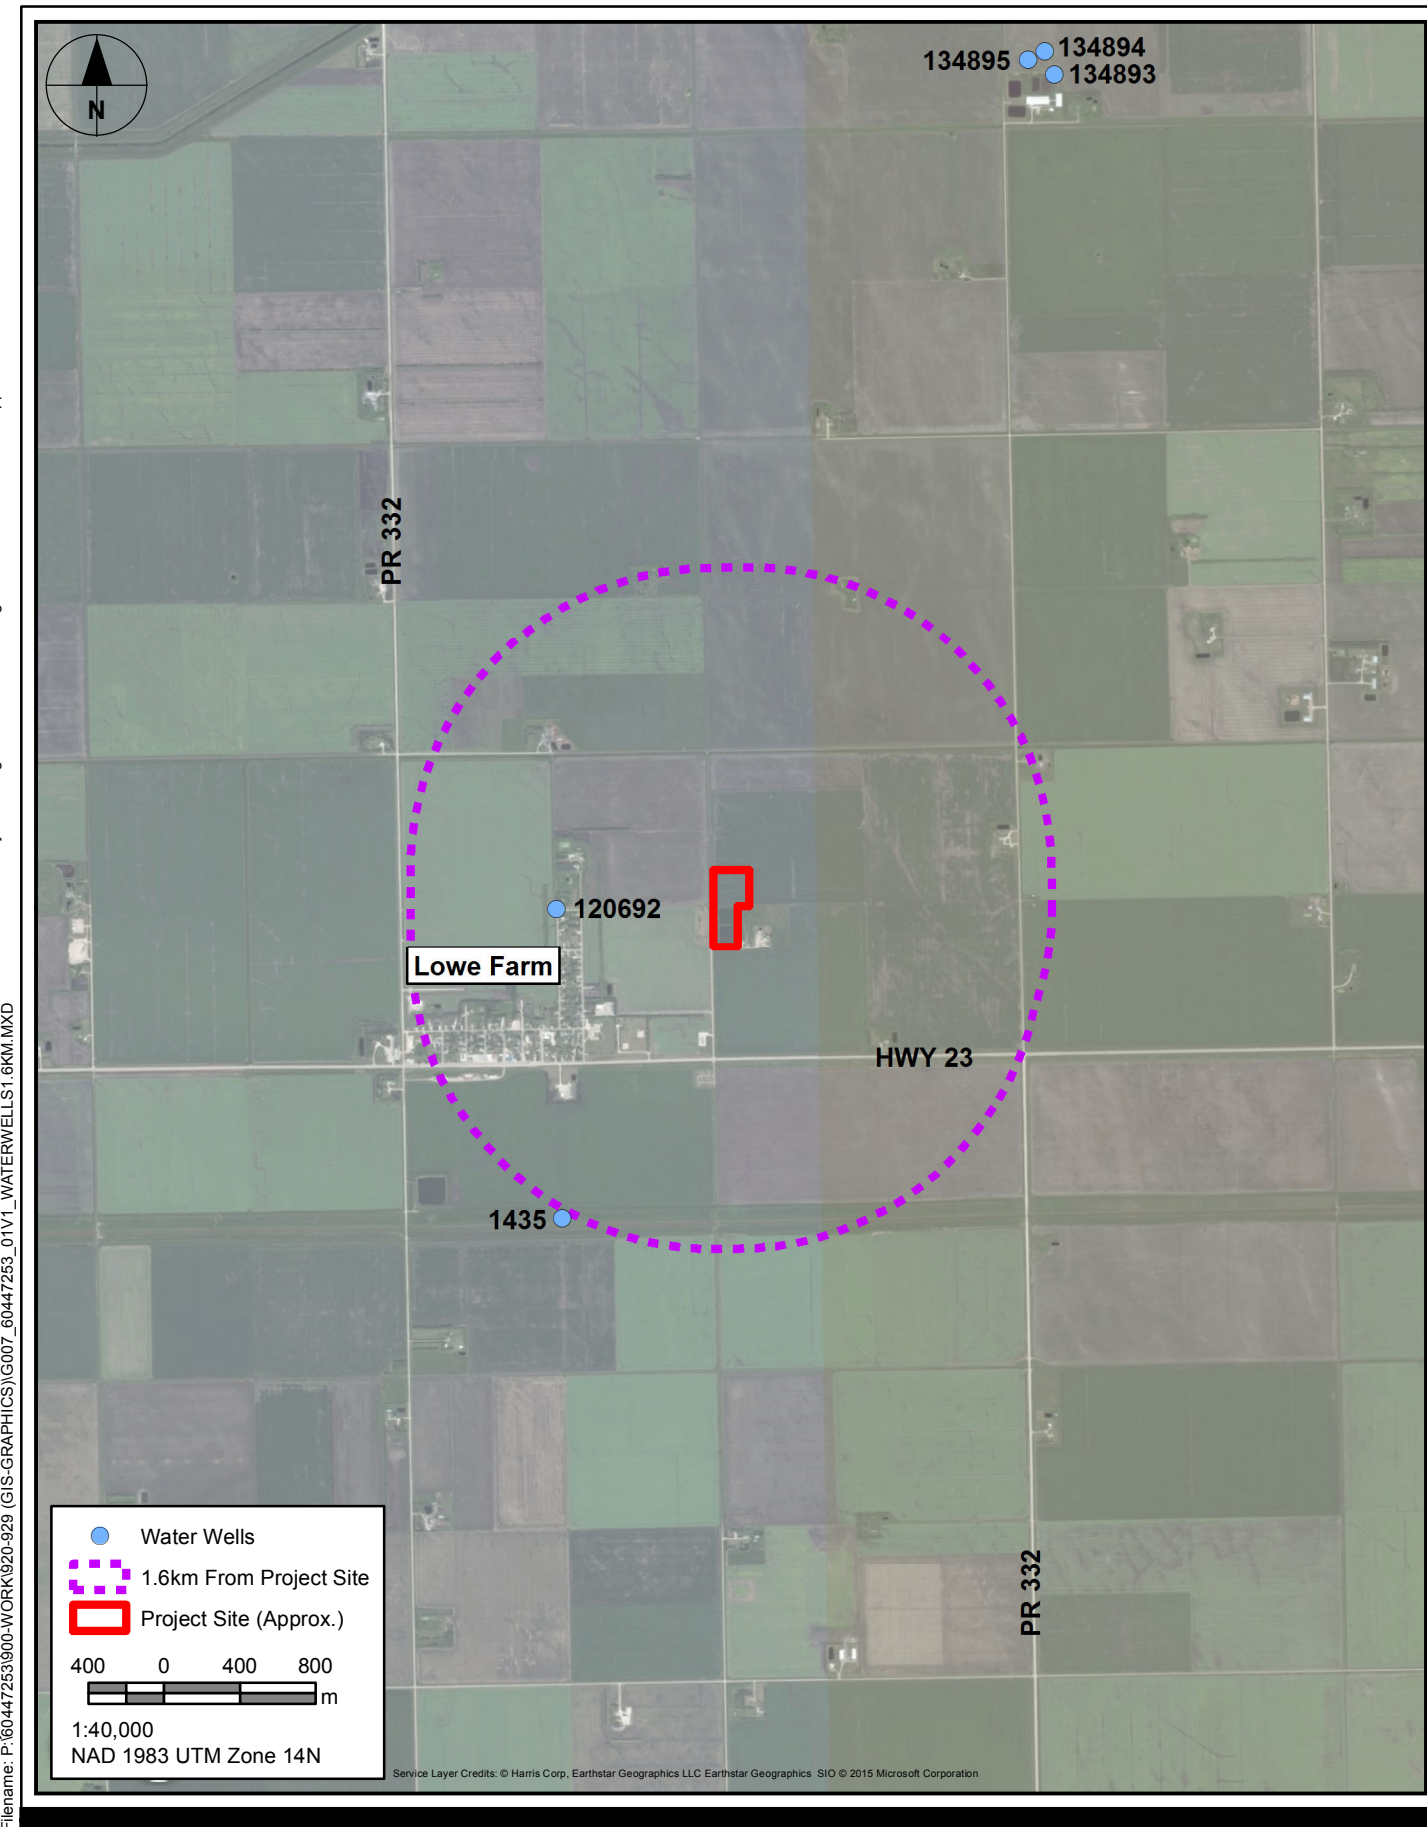 N
134895
134894
134893
PR 332
120692
Lowe Farm
HWY 23
1435
PR 332
Water Wells
1.6km From Project Site
Project Site (Approx.)
400 0 400 800
m
1:40,000
NAD 1983 UTM Zone 14N
Service Layer Credits: © Harris Corp, Earthstar Geographics LLC Earthstar Geographics SIO © 2015 Microsoft Corporation
Filename: P:\60447253\900-WORK\920-929 (GIS-GRAPHICS)\G007_60447253_01V1_WATERWELLS1.6KM.MXD